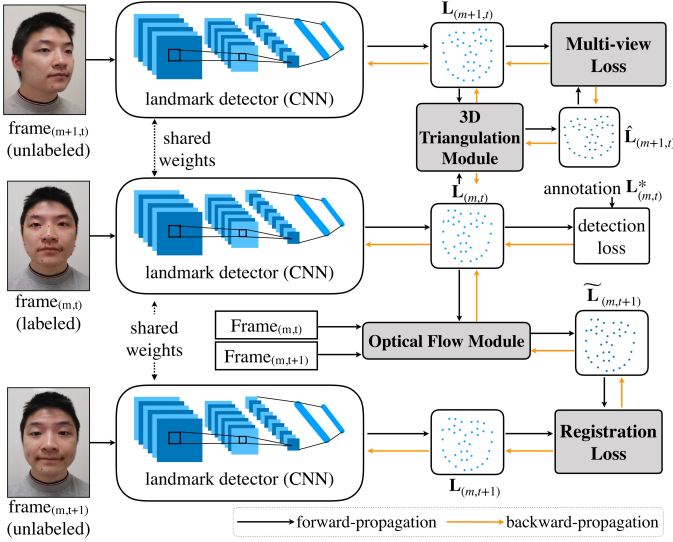 L(m+1,t)
Multi-view
Loss
landmark detector (CNN)
frame(m+1,t)
(unlabeled)
3D
Triangulation
Module
L̂(m+1,t)
shared
weights
L(m,t)
annotation L*(m,t)
detection
loss
landmark detector (CNN)
frame(m,t)
(labeled)
L̃(m,t+1)
shared
weights
Frame(m,t)
Frame(m,t+1)
Optical Flow Module
Registration
Loss
landmark detector (CNN)
L(m,t+1)
frame(m,t+1)
(unlabeled)
forward-propagation
backward-propagation